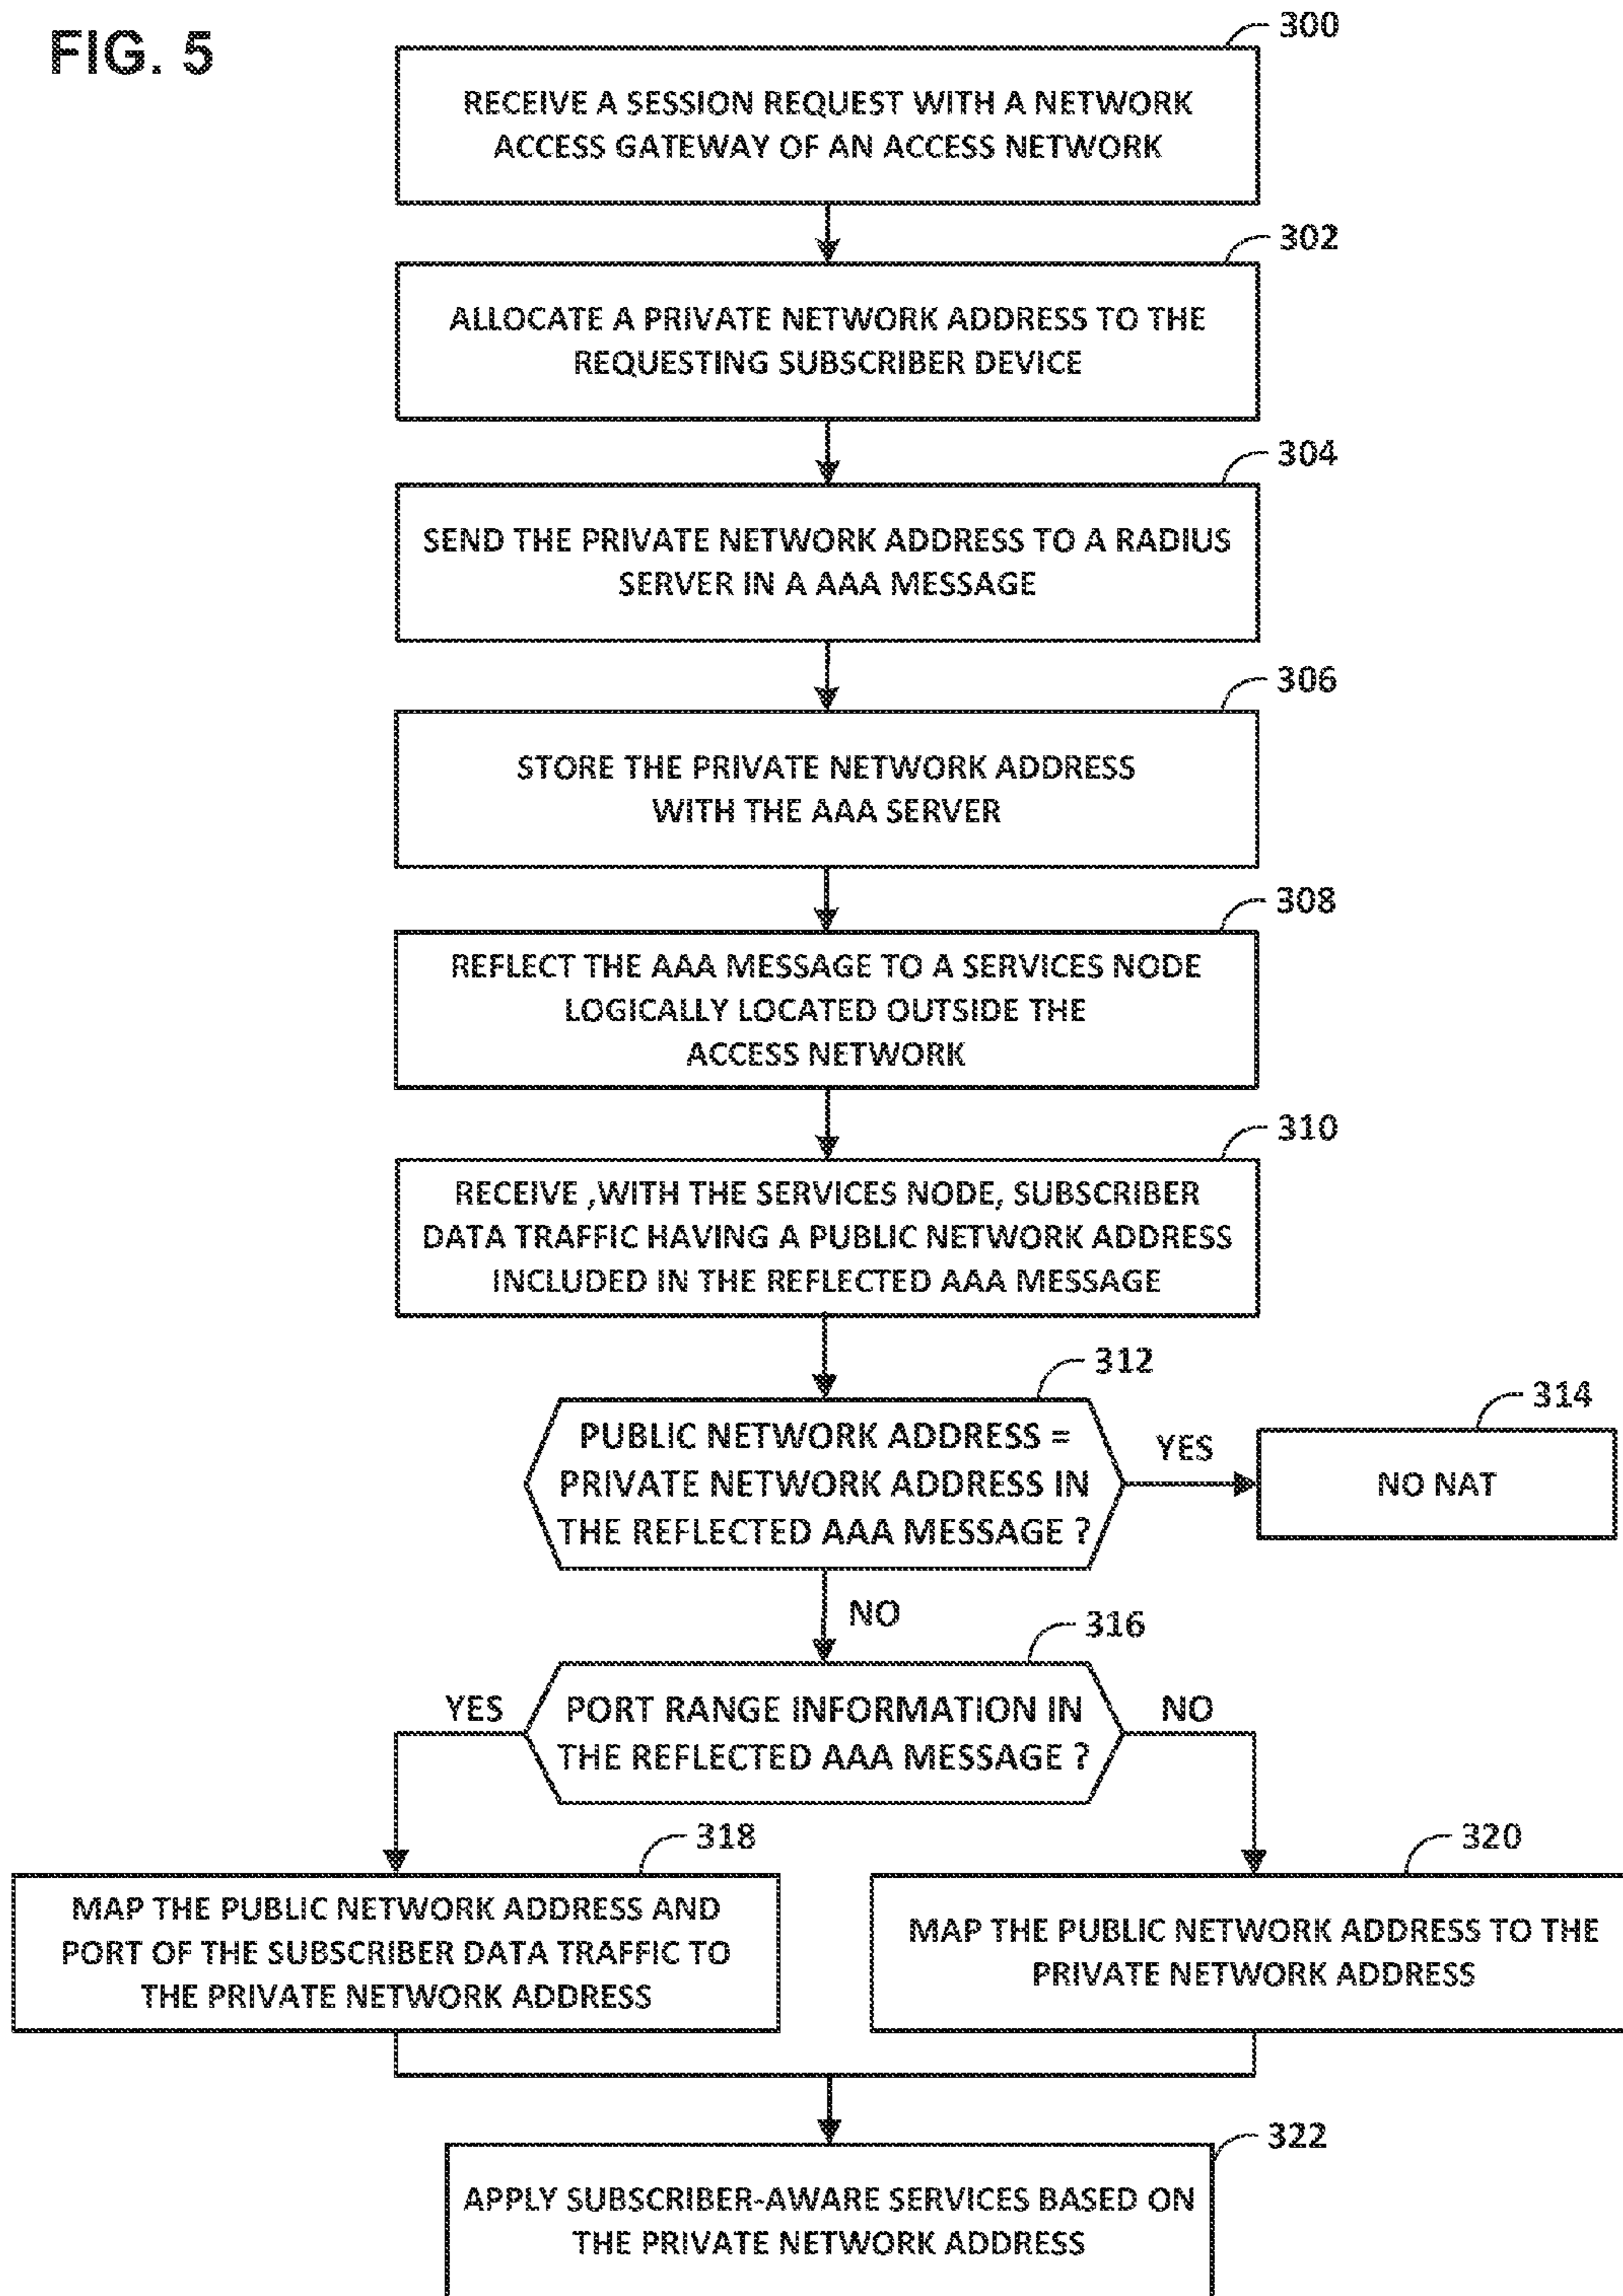 FIG. 5
300
RECEIVE A SESSION REQUEST WITH A NETWORK
ACCESS GATEWAY OF AN ACCESS NETWORK
302
ALLOCATE A PRIVATE NETWORK ADDRESS TO THE
REQUESTING SUBSCRIBER DEVICE
304
SEND THE PRIVATE NETWORK ADDRESS TO A RADIUS
SERVER IN A AAA MESSAGE
306
STORE THE PRIVATE NETWORK ADDRESS
WITH THE AAA SERVER
308
REFLECT THE AAA MESSAGE TO A SERVICES NODE
LOGICALLY LOCATED OUTSIDE THE
ACCESS NETWORK
310
RECEIVE ,WITH THE SERVICES NODE, SUBSCRIBER
DATA TRAFFIC HAVING A PUBLIC NETWORK ADDRESS
INCLUDED IN THE REFLECTED AAA MESSAGE
312
PUBLIC NETWORK ADDRESS =
PRIVATE NETWORK ADDRESS IN
THE REFLECTED AAA MESSAGE ?
YES
314
NO NAT
NO
316
PORT RANGE INFORMATION IN
THE REFLECTED AAA MESSAGE ?
YES
NO
318
MAP THE PUBLIC NETWORK ADDRESS AND
PORT OF THE SUBSCRIBER DATA TRAFFIC TO
THE PRIVATE NETWORK ADDRESS
320
MAP THE PUBLIC NETWORK ADDRESS TO THE
PRIVATE NETWORK ADDRESS
322
APPLY SUBSCRIBER-AWARE SERVICES BASED ON
THE PRIVATE NETWORK ADDRESS